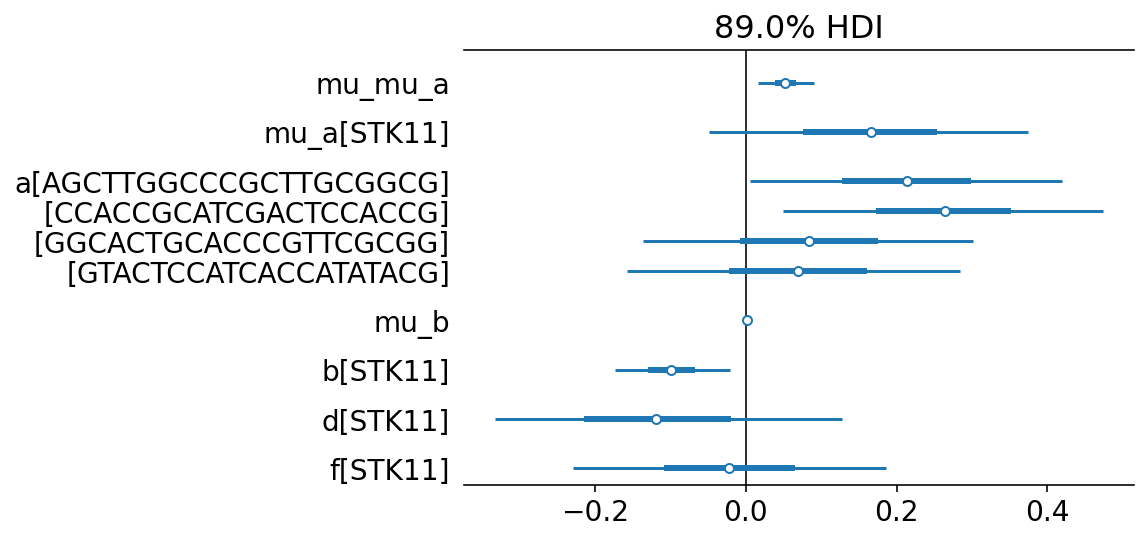 89.0% HDI
mu_mu_a
mu_a[STK11]
a[AGCTTGGCCCGCTTGCGGCG]
[CCACCGCATCGACTCCACCG]
[GGCACTGCACCCGTTCGCGG]
[GTACTCCATCACCATATACG]
mu_b
b[STK11]
d[STK11]
f[STK11]
−0.2 0.0 0.2 0.4